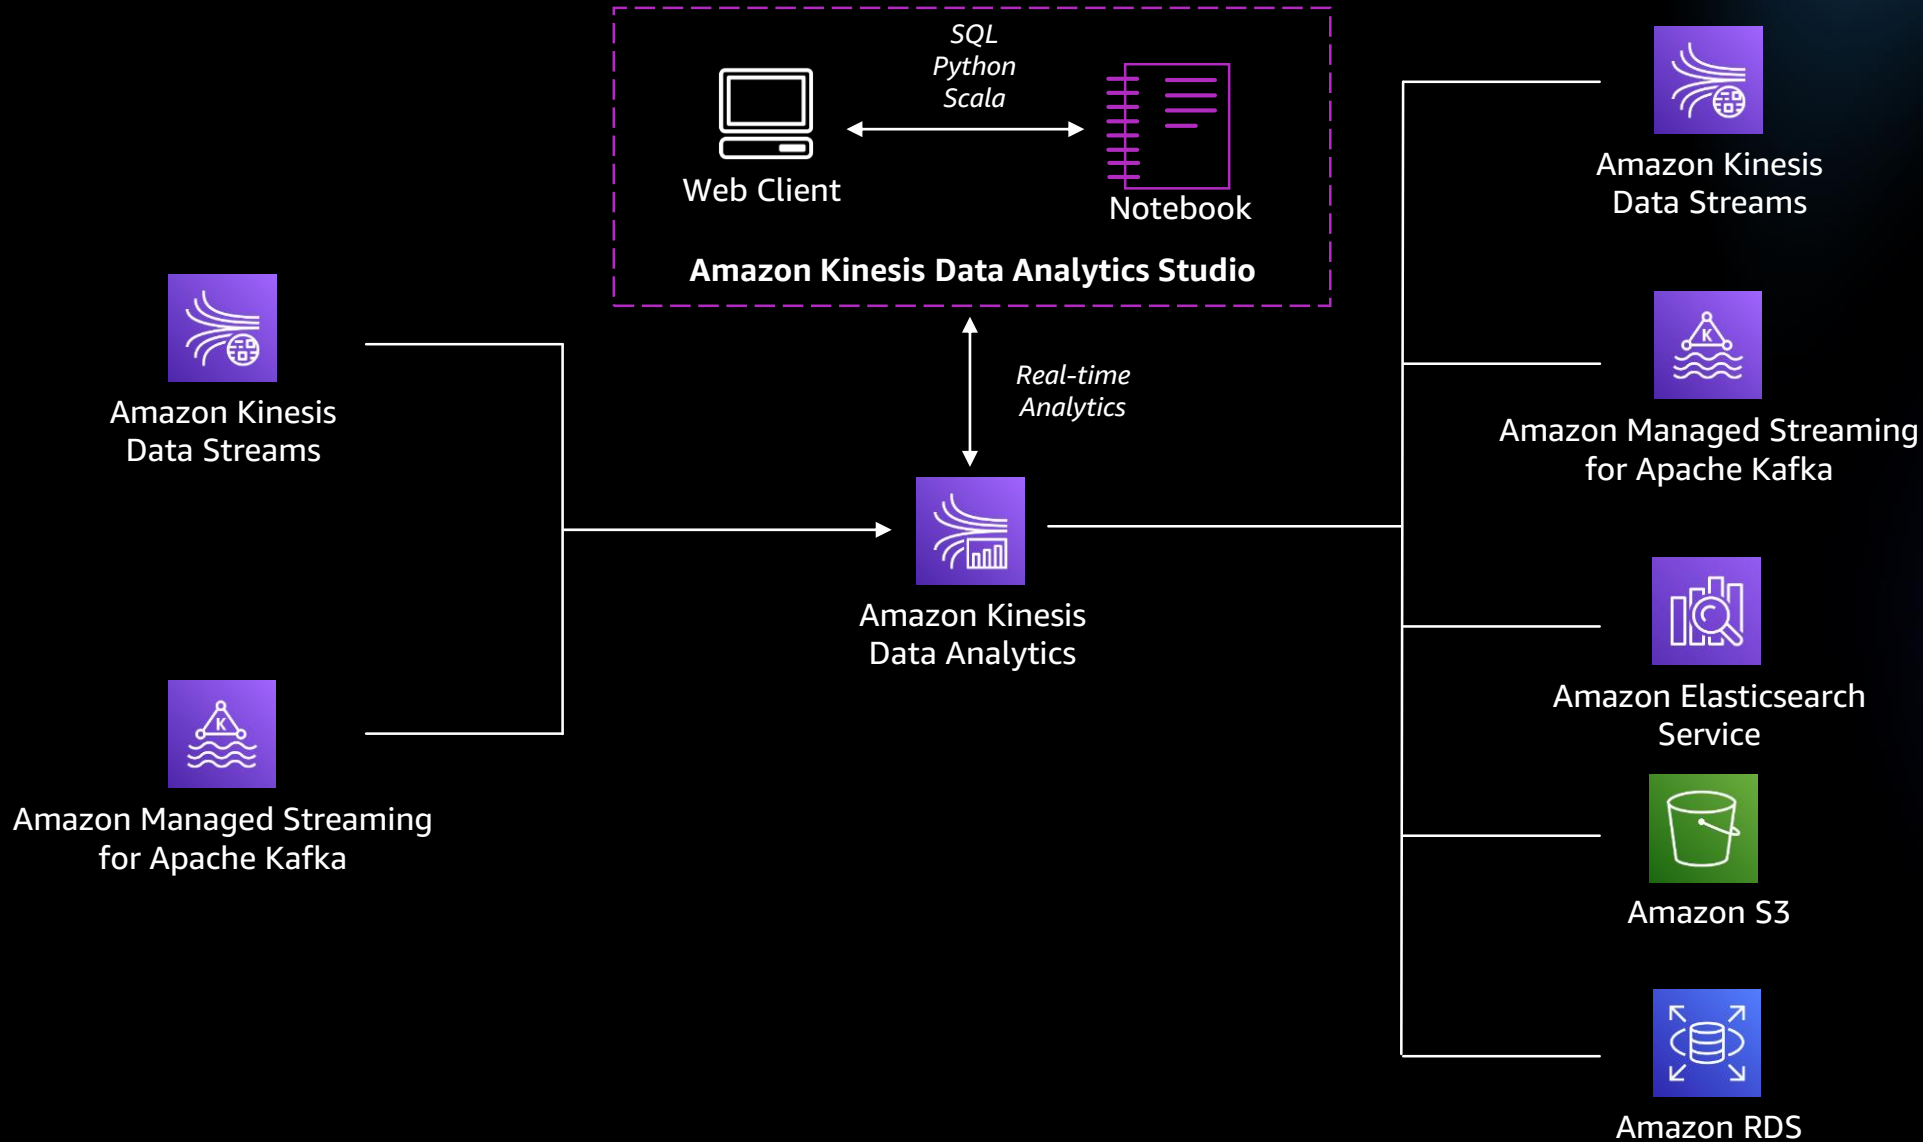 SQL
Python
Scala
Web Client
Notebook
Amazon Kinesis Data Analytics Studio
Real-time
Analytics
Amazon Kinesis
Data Streams
K
Amazon Managed Streaming
for Apache Kafka
Amazon Kinesis
Data Analytics
Amazon Kinesis
Data Streams
K
Amazon Managed Streaming
for Apache Kafka
Amazon Elasticsearch
Service
Amazon S3
Amazon RDS